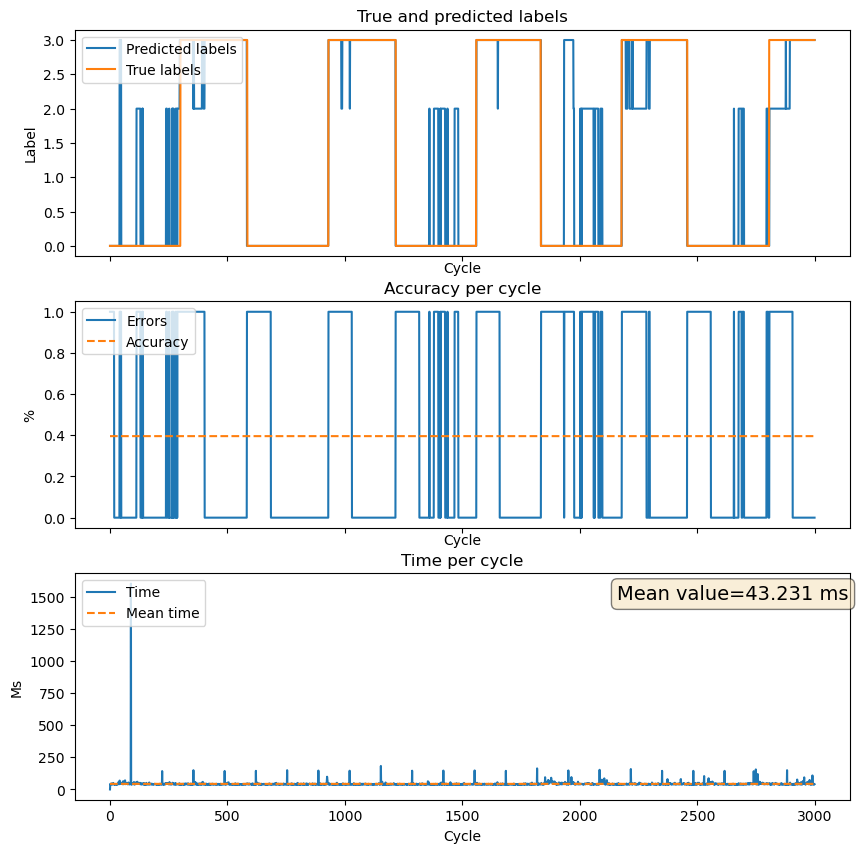 True and predicted labels
3.0
2.5
2.0
1.5
1.0
0.5
0.0
Label
Predicted labels
True labels
Cycle
Accuracy per cycle
1.0
0.8
0.6
0.4
0.2
0.0
%
Errors
Accuracy
Cycle
Time per cycle
1500
1250
1000
750
500
250
0
Ms
Time
Mean time
Mean value=43.231 ms
0
500
1000
1500
2000
2500
3000
Cycle